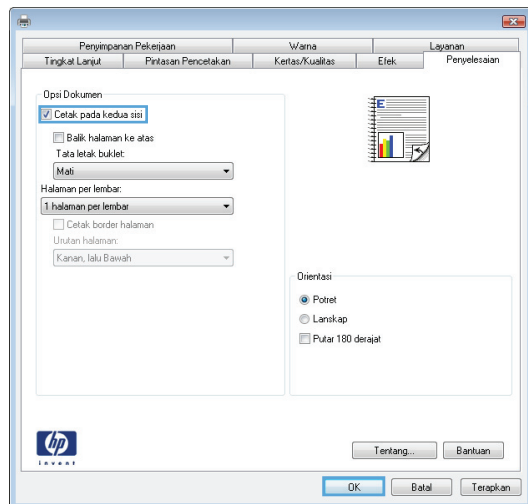 Penyimpanan Pekerjaan
Warna
Layanan
Tingkat Lanjut
Pintasan Pencetakan
Kertas/Kualitas
Efek
Penyelesaian
Opsi Dokumen
Cetak pada kedua sisi
Balik halaman ke atas
Tata letak buklet:
Mati
Halaman per lembar:
1 halaman per lembar
Cetak border halaman
Urutan halaman:
Kanan, lalu Bawah
E
Orientasi
Potret
Lanskap
Putar 180 derajat
hp
invent
Tentang...
Bantuan
OK
Batal
Terapkan